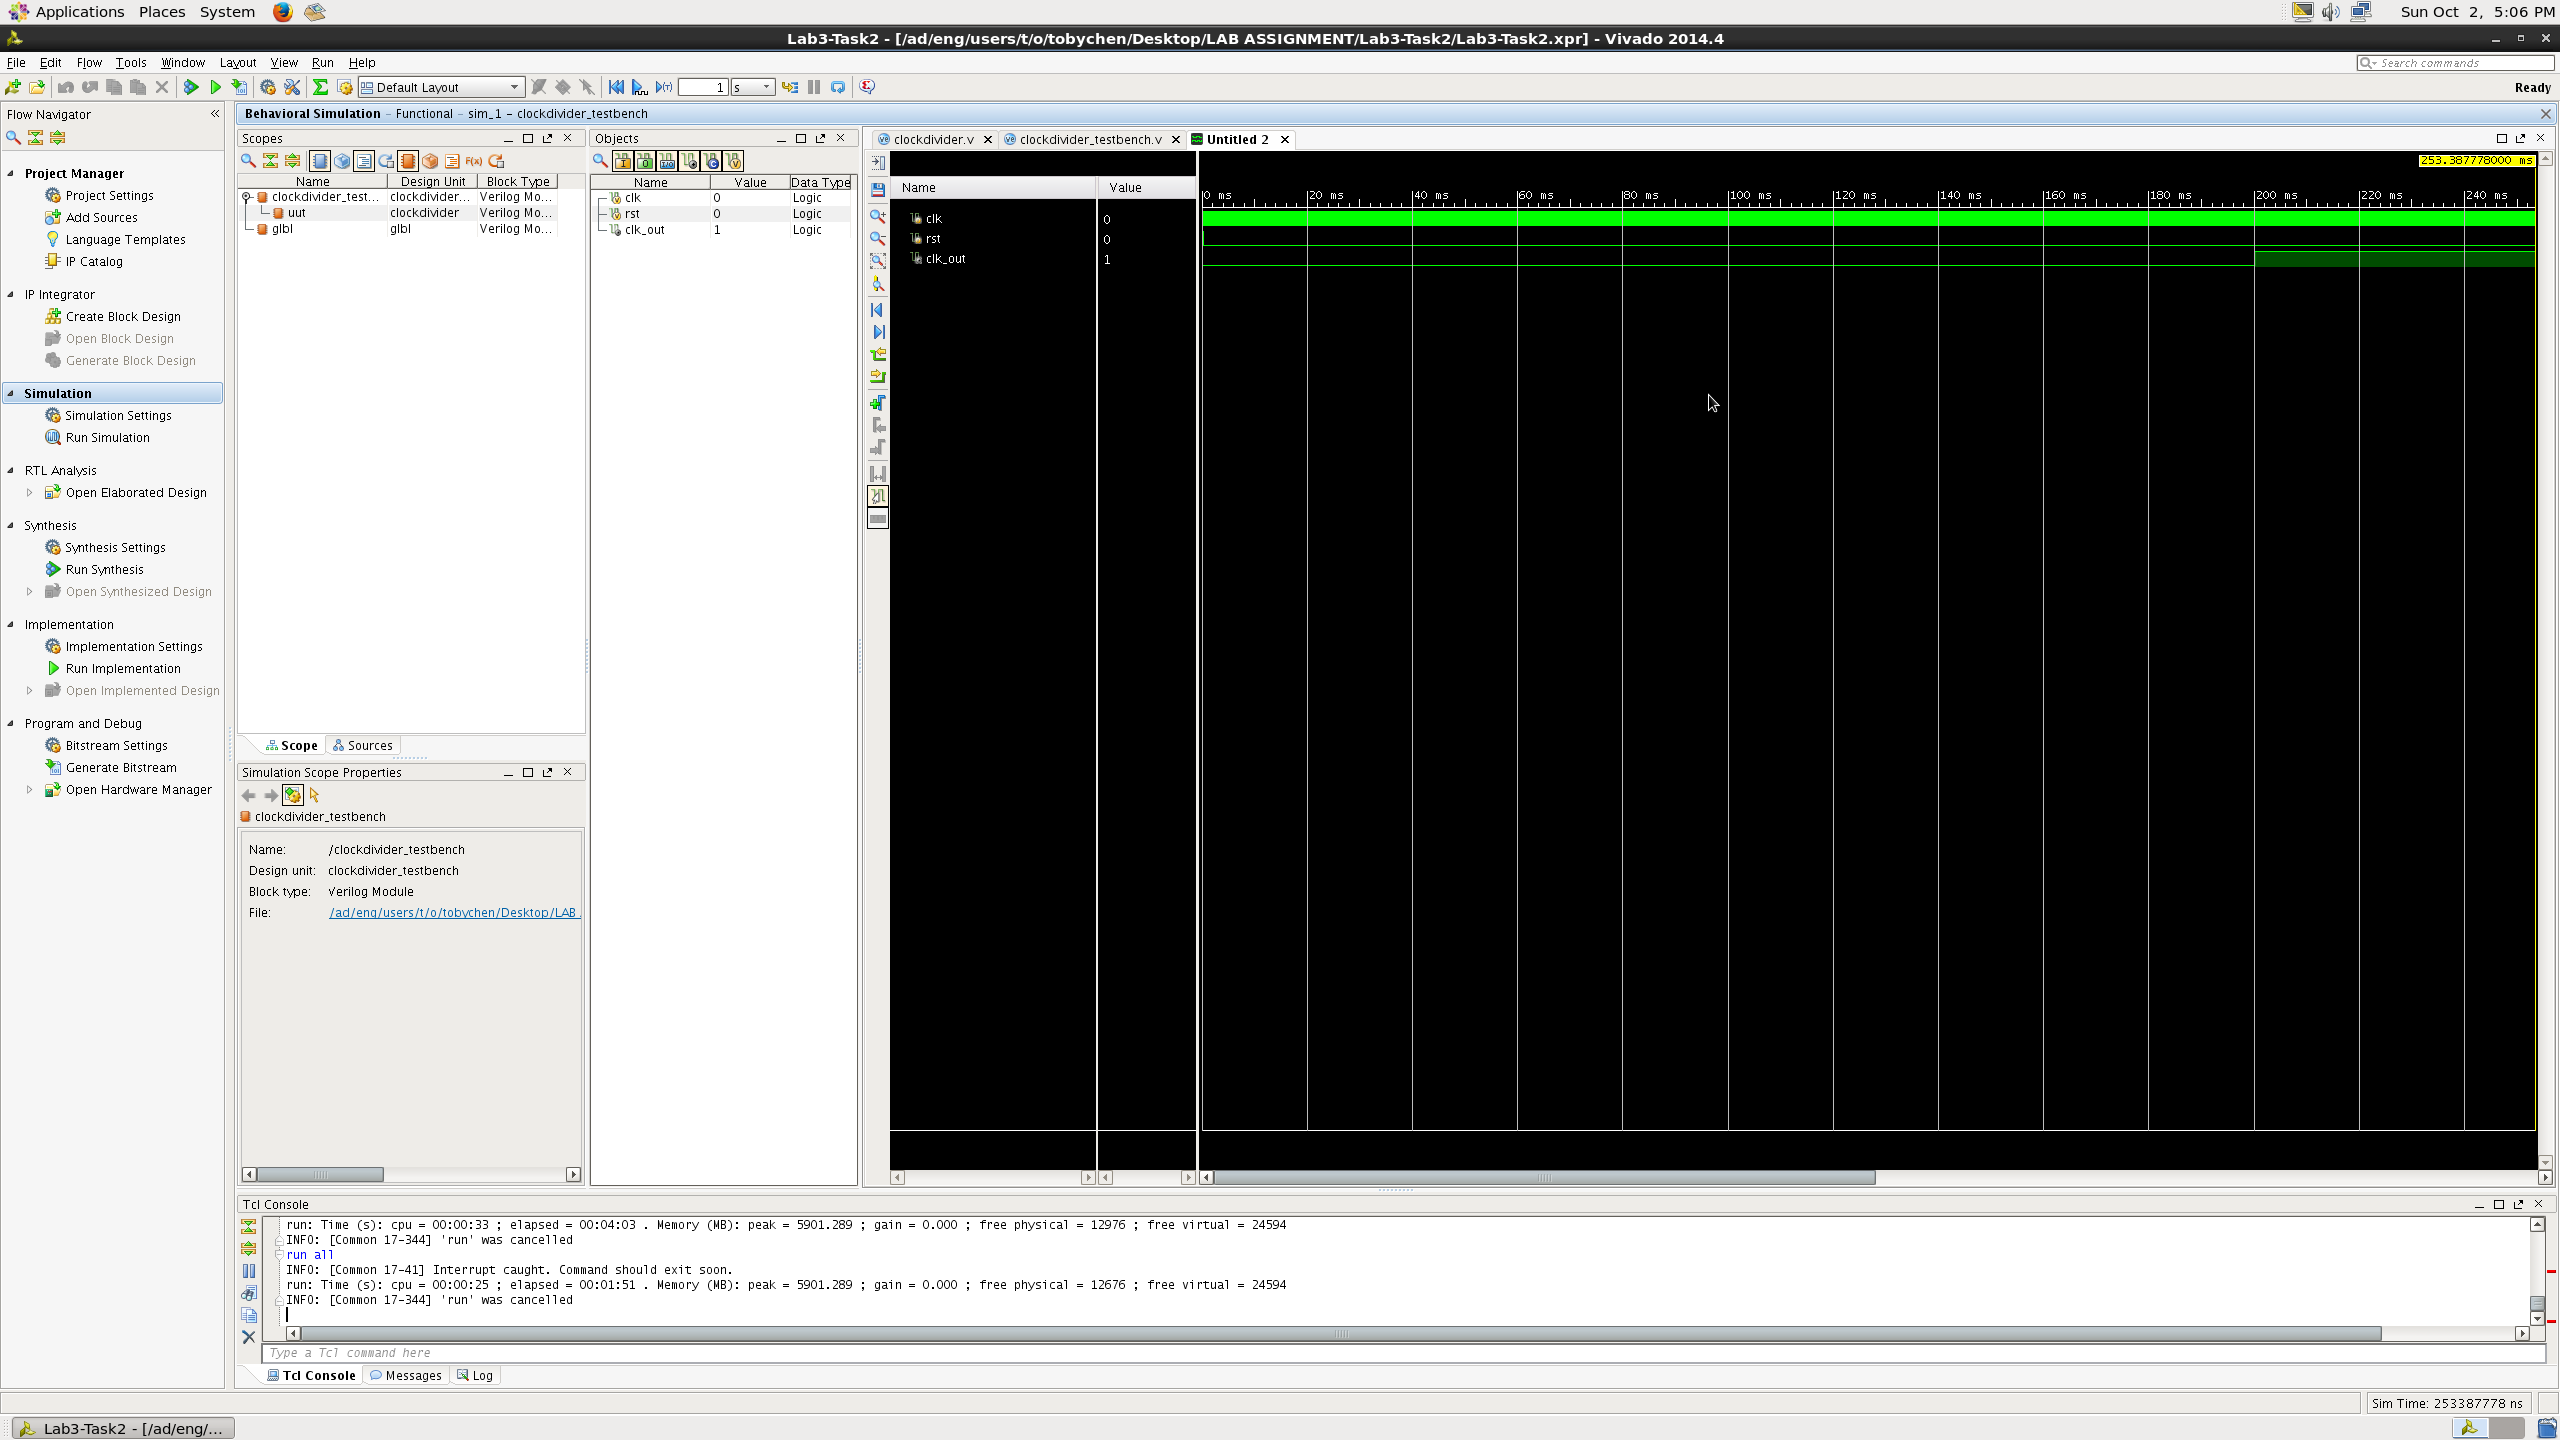 Applications Places System Sun Oct 2, 5:06 PM
Lab3-Task2 - [/ad/eng/users/t/o/tobychen/Desktop/LAB ASSIGNMENT/Lab3-Task2/Lab3-Task2.xpr] - Vivado 2014.4
File Edit Flow Tools Window Layout View Run Help Search commands
Default Layout 1 s Ready
Flow Navigator
Project Manager
Project Settings
Add Sources
Language Templates
IP Catalog
IP Integrator
Create Block Design
Open Block Design
Generate Block Design
Simulation
Simulation Settings
Run Simulation
RTL Analysis
Open Elaborated Design
Synthesis
Synthesis Settings
Run Synthesis
Open Synthesized Design
Implementation
Implementation Settings
Run Implementation
Open Implemented Design
Program and Debug
Bitstream Settings
Generate Bitstream
Open Hardware Manager
Behavioral Simulation - Functional - sim_1 - clockdivider_testbench
Scopes
F(x)
Name Design Unit Block Type
clockdivider_test... clockdivider... Verilog Mo...
uut clockdivider Verilog Mo...
glbl glbl Verilog Mo...
Scope Sources
Simulation Scope Properties
clockdivider_testbench
Name: /clockdivider_testbench
Design unit: clockdivider_testbench
Block type: Verilog Module
File: /ad/eng/users/t/o/tobychen/Desktop/LAB
Objects
Name Value Data Type
clk 0 Logic
rst 0 Logic
clk_out 1 Logic
clockdivider.v clockdivider_testbench.v Untitled 2
253.387778000 ms
Name Value
0 ms 20 ms 40 ms 60 ms 80 ms 100 ms 120 ms 140 ms 160 ms 180 ms 200 ms 220 ms 240 ms
clk 0
rst 0
clk_out 1
Tcl Console
run: Time (s): cpu = 00:00:33 ; elapsed = 00:04:03 . Memory (MB): peak = 5901.289 ; gain = 0.000 ; free physical = 12976 ; free virtual = 24594
INFO: [Common 17-344] 'run' was cancelled
run all
INFO: [Common 17-41] Interrupt caught. Command should exit soon.
run: Time (s): cpu = 00:00:25 ; elapsed = 00:01:51 . Memory (MB): peak = 5901.289 ; gain = 0.000 ; free physical = 12676 ; free virtual = 24594
INFO: [Common 17-344] 'run' was cancelled
Type a Tcl command here
Tcl Console Messages Log
Sim Time: 253387778 ns
Lab3-Task2 - [/ad/eng/...